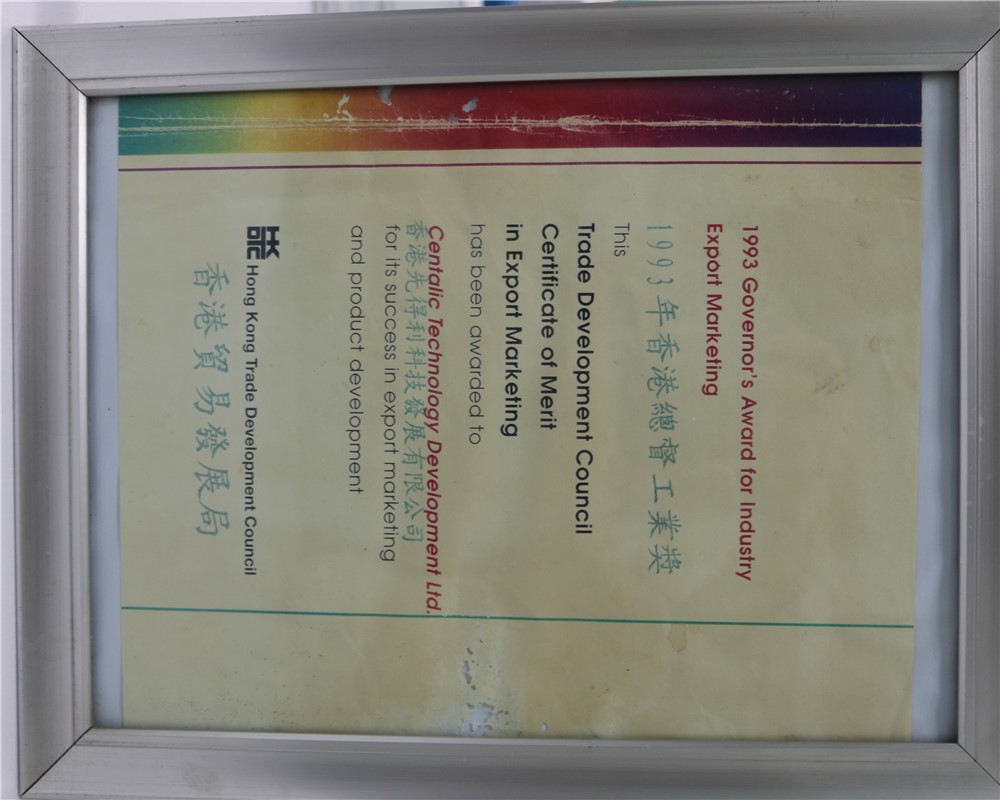 1993 Governor's Award for Industry
Export Marketing
1993年香港總督工業獎
This
Trade Development Council
Certificate of Merit
in Export Marketing
has been awarded to
Centalic Technology Development Ltd.
香港先得利科技發展有限公司
for its success in export marketing
and product development
Hong Kong Trade Development Council
香港貿易發展局